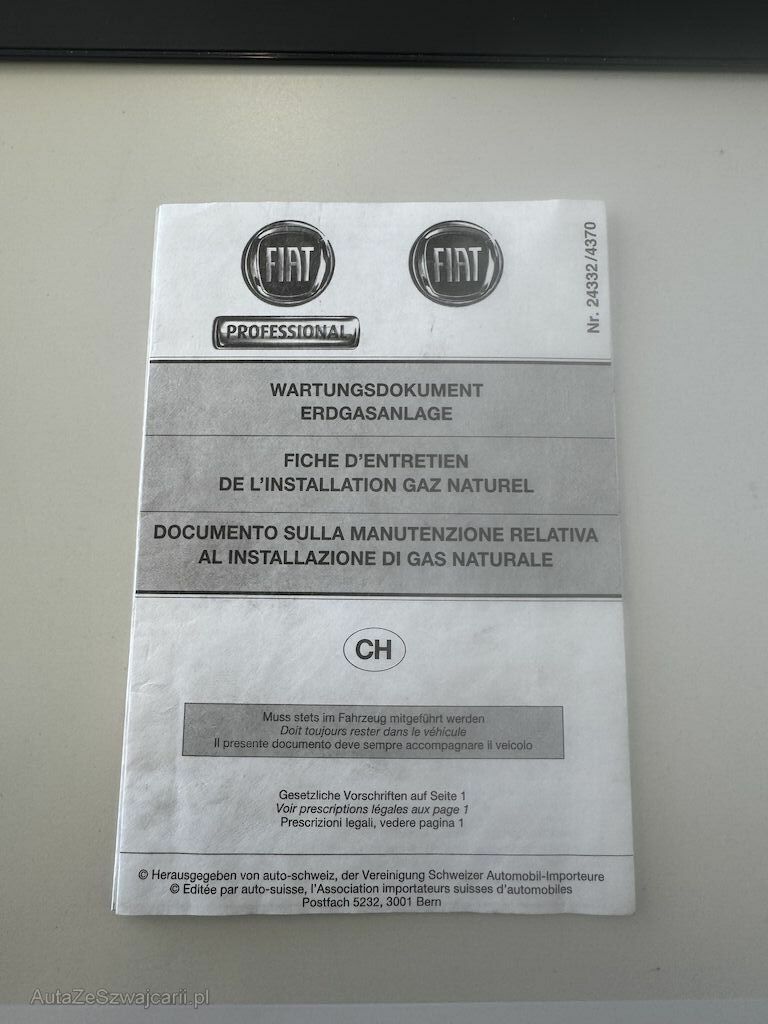 FIAT
FIAT
PROFESSIONAL
Nr. 24332/4370
WARTUNGSDOKUMENT
ERDGASANLAGE
FICHE D'ENTRETIEN
DE L'INSTALLATION GAZ NATUREL
DOCUMENTO SULLA MANUTENZIONE RELATIVA
AL INSTALLAZIONE DI GAS NATURALE
CH
Muss stets im Fahrzeug mitgeführt werden
Doit toujours rester dans le véhicule
Il presente documento deve sempre accompagnare il veicolo
Gesetzliche Vorschriften auf Seite 1
Voir prescriptions légales aux page 1
Prescrizioni legali, vedere pagina 1
© Herausgegeben von auto-schweiz, der Vereinigung Schweizer Automobil-Importeure
© Editée par auto-suisse, l'Association importateurs suisses d'automobiles
Postfach 5232, 3001 Bern
AutaZeSzwajcarii.pl